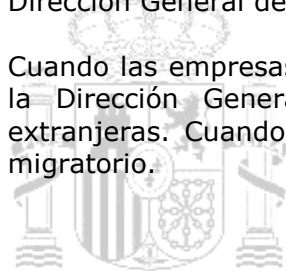 Dirección General de
Cuando las empresas
la Dirección Genera
extranjeras. Cuando
migratorio.